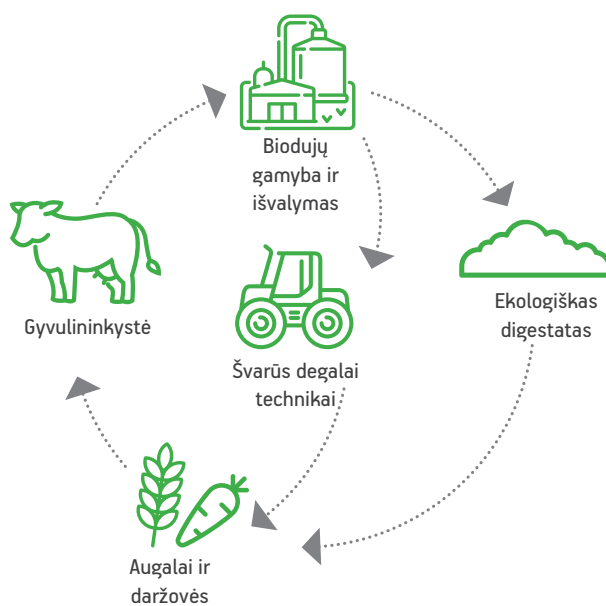 Biodujų
gamyba ir
išvalymas
Gyvulininkystė
Švarūs degalai
technikai
Ekologiškas
digestatas
Augalai ir
daržovės